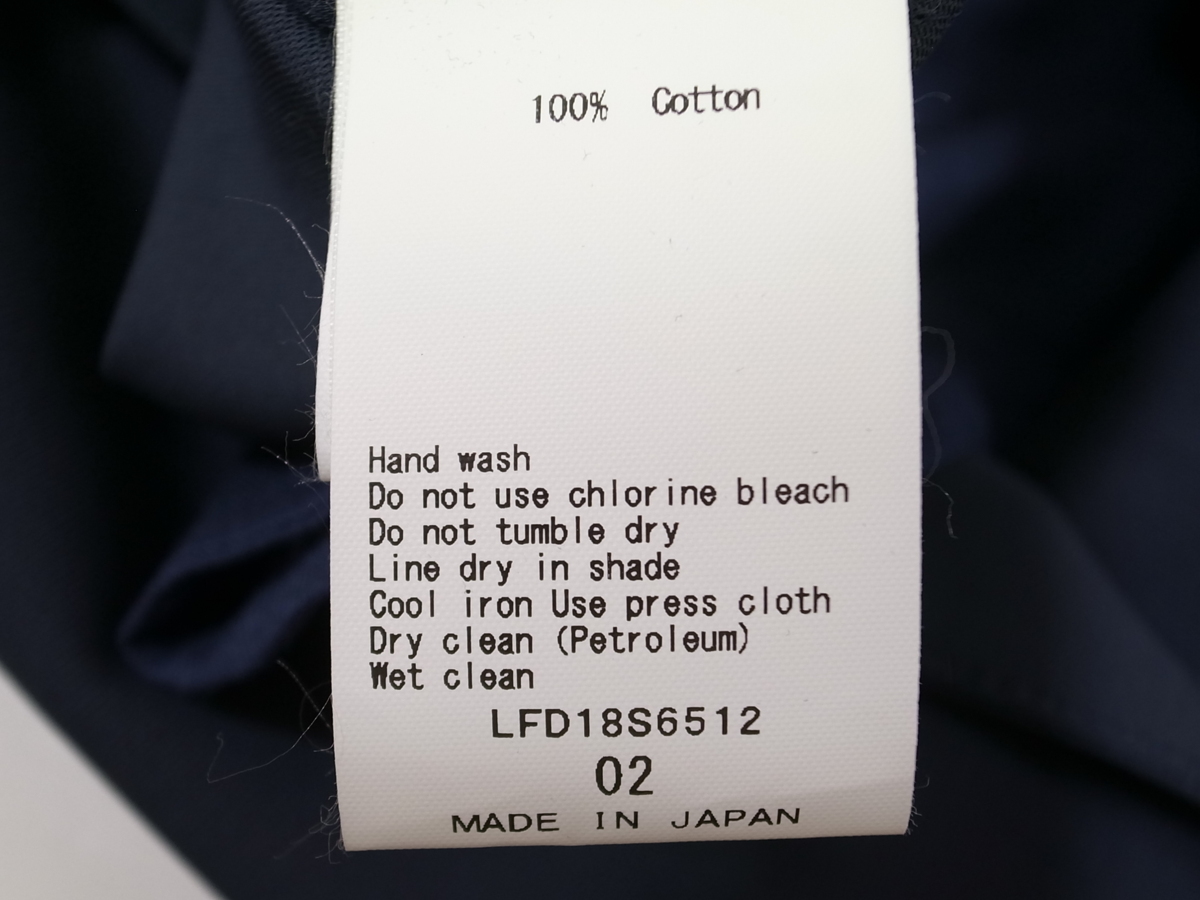 100% Cotton
Hand wash
Do not use chlorine bleach
Do not tumble dry
Line dry in shade
Cool iron Use press cloth
Dry clean (Petroleum)
Wet clean
LFD18S6512
02
MADE IN JAPAN